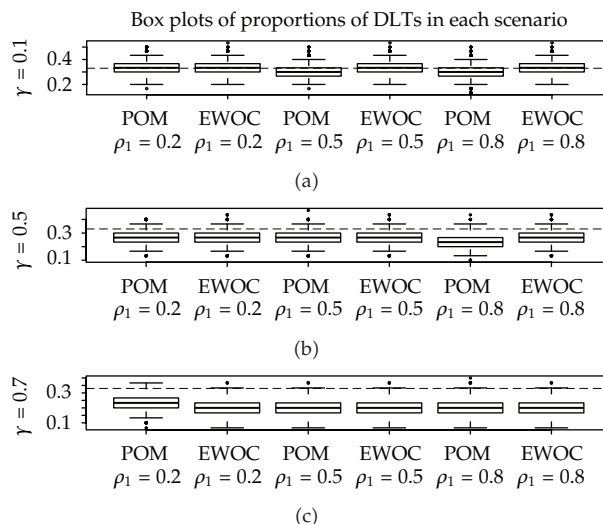 Box plots of proportions of DLTs in each scenario
γ = 0.1
0.4
0.2
POM EWOC POM EWOC POM EWOC
ρ₁ = 0.2 ρ₁ = 0.2 ρ₁ = 0.5 ρ₁ = 0.5 ρ₁ = 0.8 ρ₁ = 0.8
(a)
γ = 0.5
0.3
0.1
POM EWOC POM EWOC POM EWOC
ρ₁ = 0.2 ρ₁ = 0.2 ρ₁ = 0.5 ρ₁ = 0.5 ρ₁ = 0.8 ρ₁ = 0.8
(b)
γ = 0.7
0.3
0.1
POM EWOC POM EWOC POM EWOC
ρ₁ = 0.2 ρ₁ = 0.2 ρ₁ = 0.5 ρ₁ = 0.5 ρ₁ = 0.8 ρ₁ = 0.8
(c)